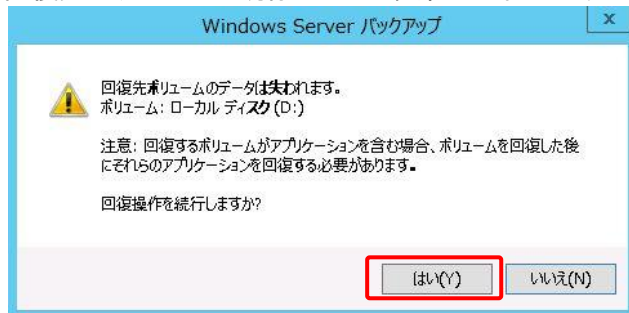 Windows Server バックアップ
x
回復先ボリュームのデータは失われます。
ボリューム: ローカル ディスク (D:)
注意: 回復するボリュームがアプリケーションを含む場合、ボリュームを回復した後
にそれらのアプリケーションを回復する必要があります。
回復操作を続行しますか?
はい(Y)
いいえ(N)